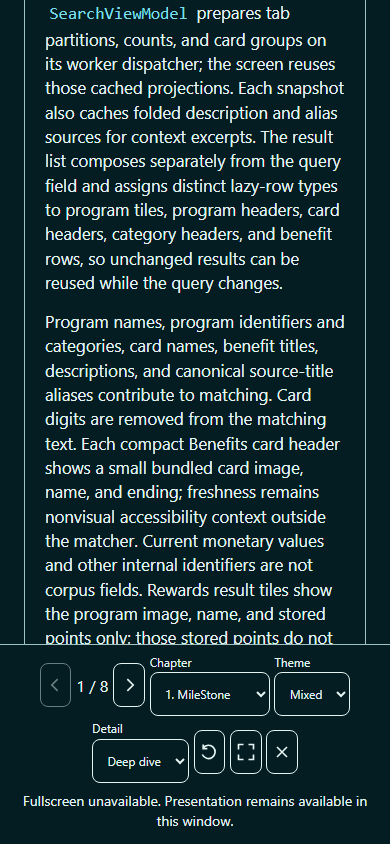 SearchViewModel prepares tab
partitions, counts, and card groups on
its worker dispatcher; the screen reuses
those cached projections. Each snapshot
also caches folded description and alias
sources for context excerpts. The result
list composes separately from the query
field and assigns distinct lazy-row types
to program tiles, program headers, card
headers, category headers, and benefit
rows, so unchanged results can be
reused while the query changes.
Program names, program identifiers and
categories, card names, benefit titles,
descriptions, and canonical source-title
aliases contribute to matching. Card
digits are removed from the matching
text. Each compact Benefits card header
shows a small bundled card image,
name, and ending; freshness remains
nonvisual accessibility context outside
the matcher. Current monetary values
and other internal identifiers are not
corpus fields. Rewards result tiles show
the program image, name, and stored
points only; those stored points do not
Chapter
Theme
1 / 8
1. MileStone
Mixed
Detail
Deep dive
Fullscreen unavailable. Presentation remains available in
this window.